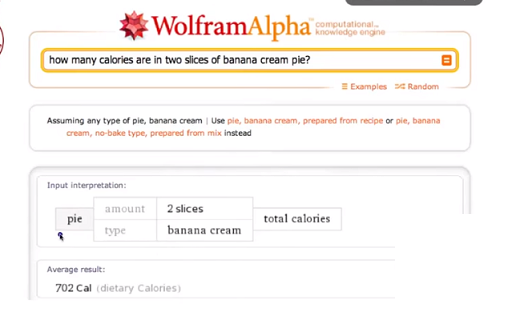 WolframAlpha computational... knowledge engine
how many calories are in two slices of banana cream pie?
Examples Random
Assuming any type of pie, banana cream | Use pie, banana cream, prepared from recipe or pie, banana
cream, no-bake type, prepared from mix instead
Input interpretation:
pie amount 2 slices total calories
type banana cream
Average result:
702 Cal (dietary Calories)